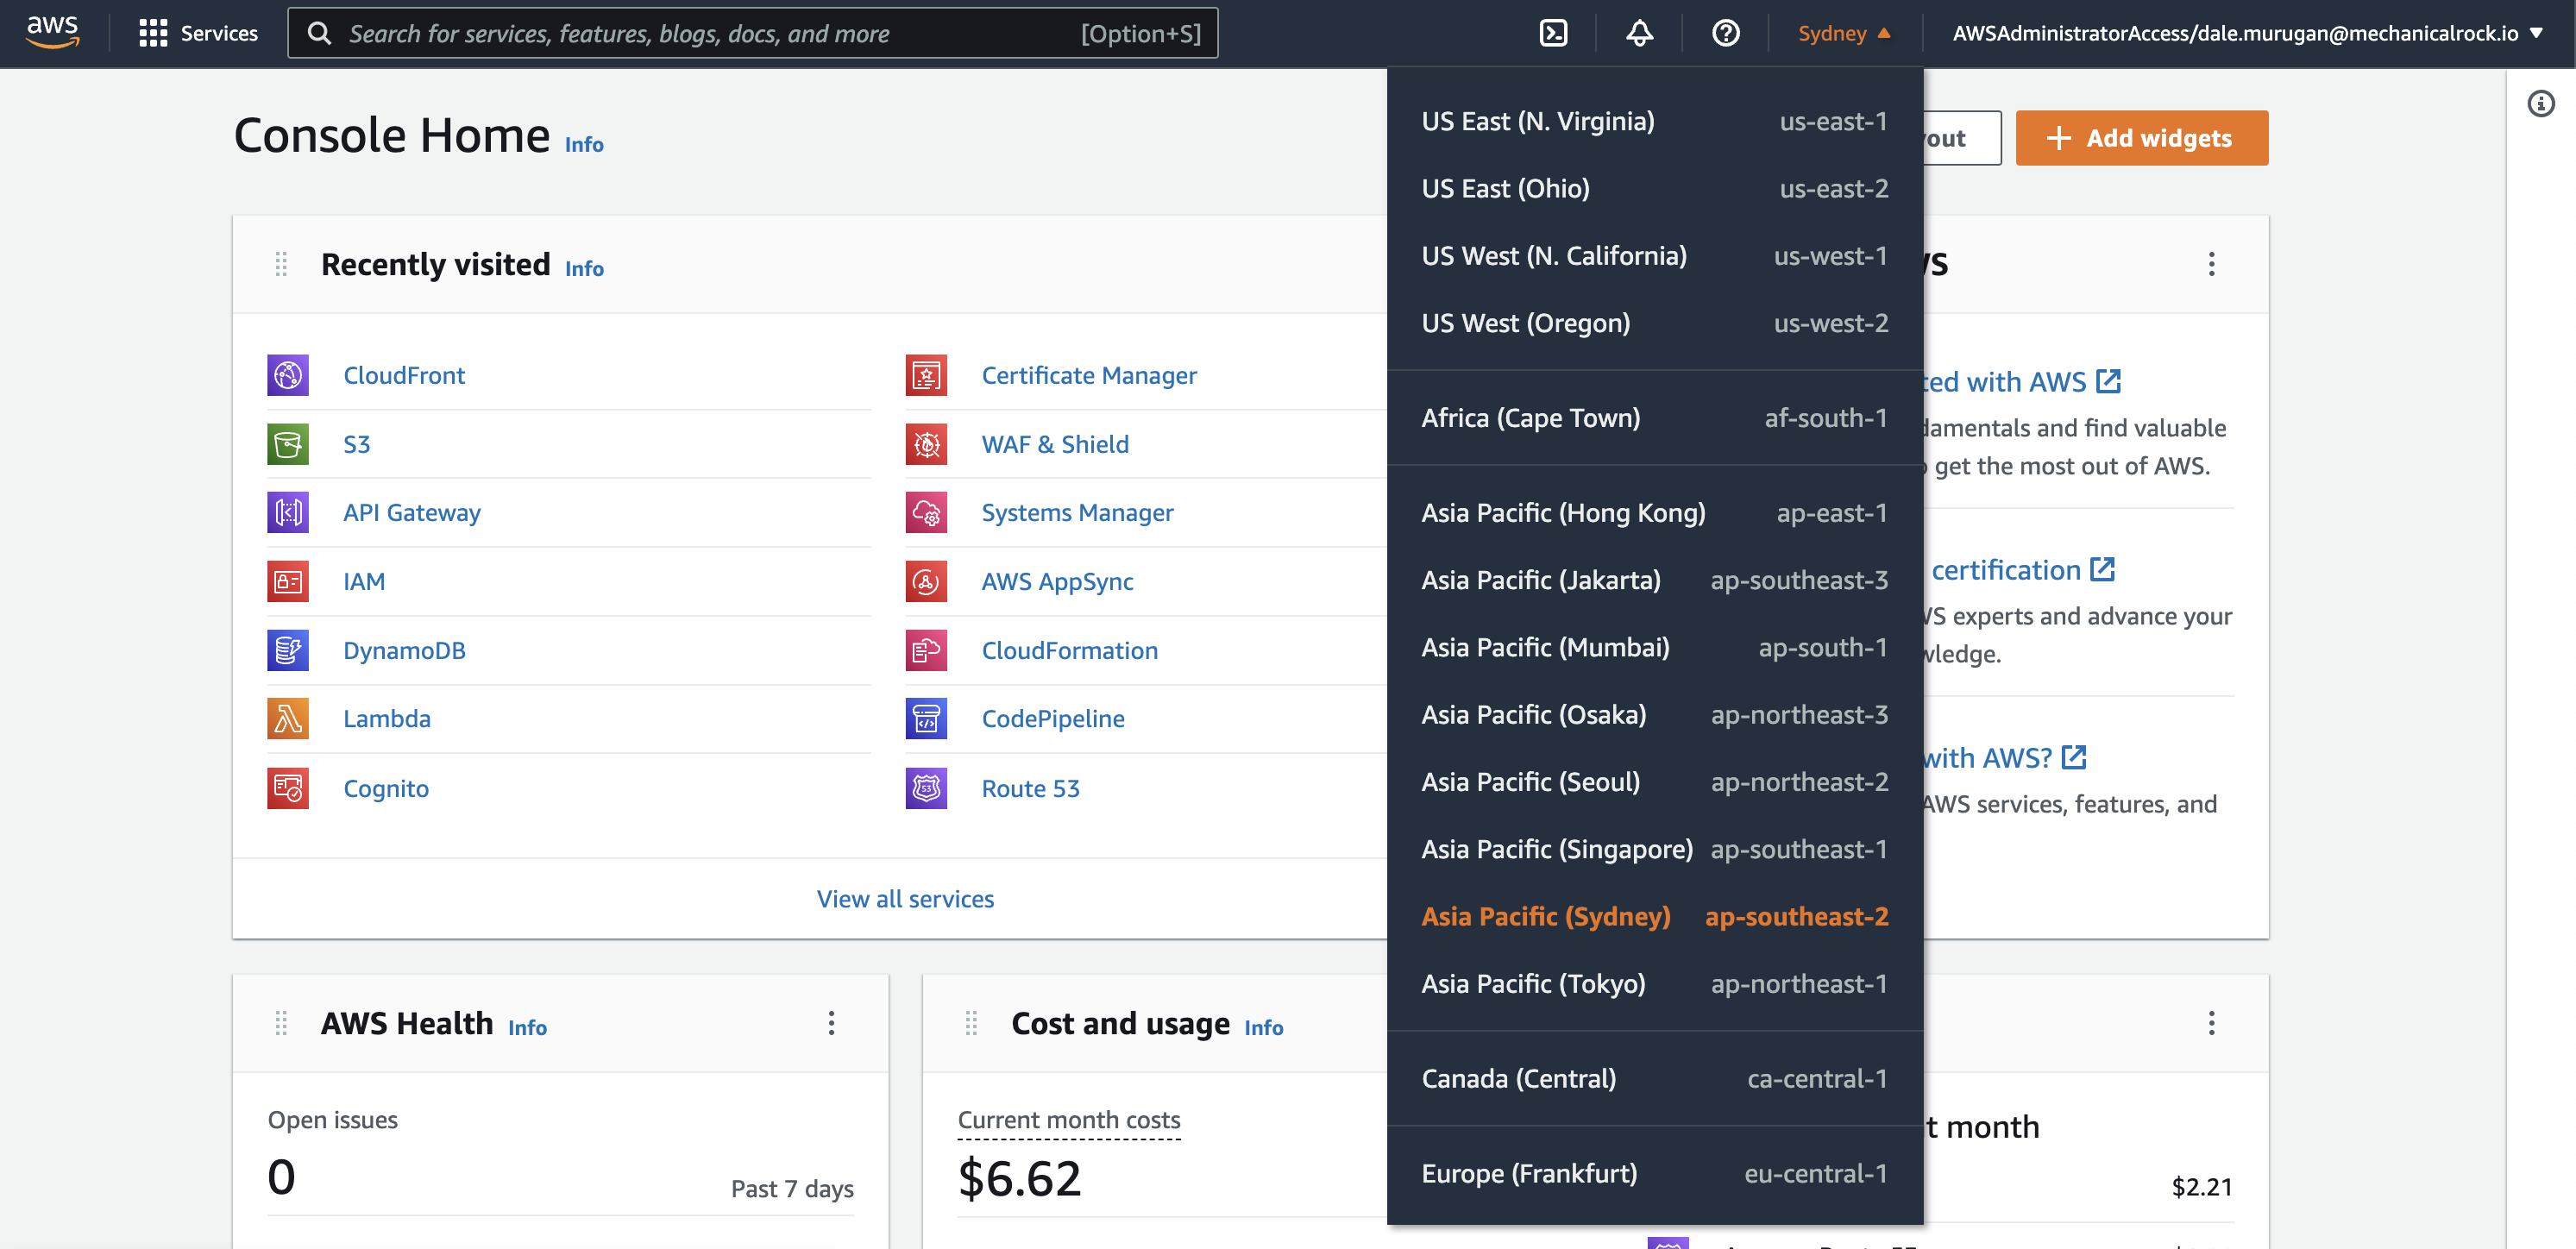 aws
Services
Search for services, features, blogs, docs, and more [Option+S]
Sydney ▲
AWSAdministratorAccess/dale.murugan@mechanicalrock.io ▼
Console Home Info
+ Add widgets
Recently visited Info
CloudFront
S3
API Gateway
IAM
DynamoDB
Lambda
Cognito
Certificate Manager
WAF & Shield
Systems Manager
AWS AppSync
CloudFormation
CodePipeline
Route 53
View all services
US East (N. Virginia) us-east-1
US East (Ohio) us-east-2
US West (N. California) us-west-1
US West (Oregon) us-west-2
Africa (Cape Town) af-south-1
Asia Pacific (Hong Kong) ap-east-1
Asia Pacific (Jakarta) ap-southeast-3
Asia Pacific (Mumbai) ap-south-1
Asia Pacific (Osaka) ap-northeast-3
Asia Pacific (Seoul) ap-northeast-2
Asia Pacific (Singapore) ap-southeast-1
Asia Pacific (Sydney) ap-southeast-2
Asia Pacific (Tokyo) ap-northeast-1
Canada (Central) ca-central-1
Europe (Frankfurt) eu-central-1
with AWS
and find valuable
get the most out of AWS.
certification
experts and advance your
with AWS?
AWS services, features, and
AWS Health Info
Open issues
0
Past 7 days
Cost and usage Info
Current month costs
$6.62
month
$2.21